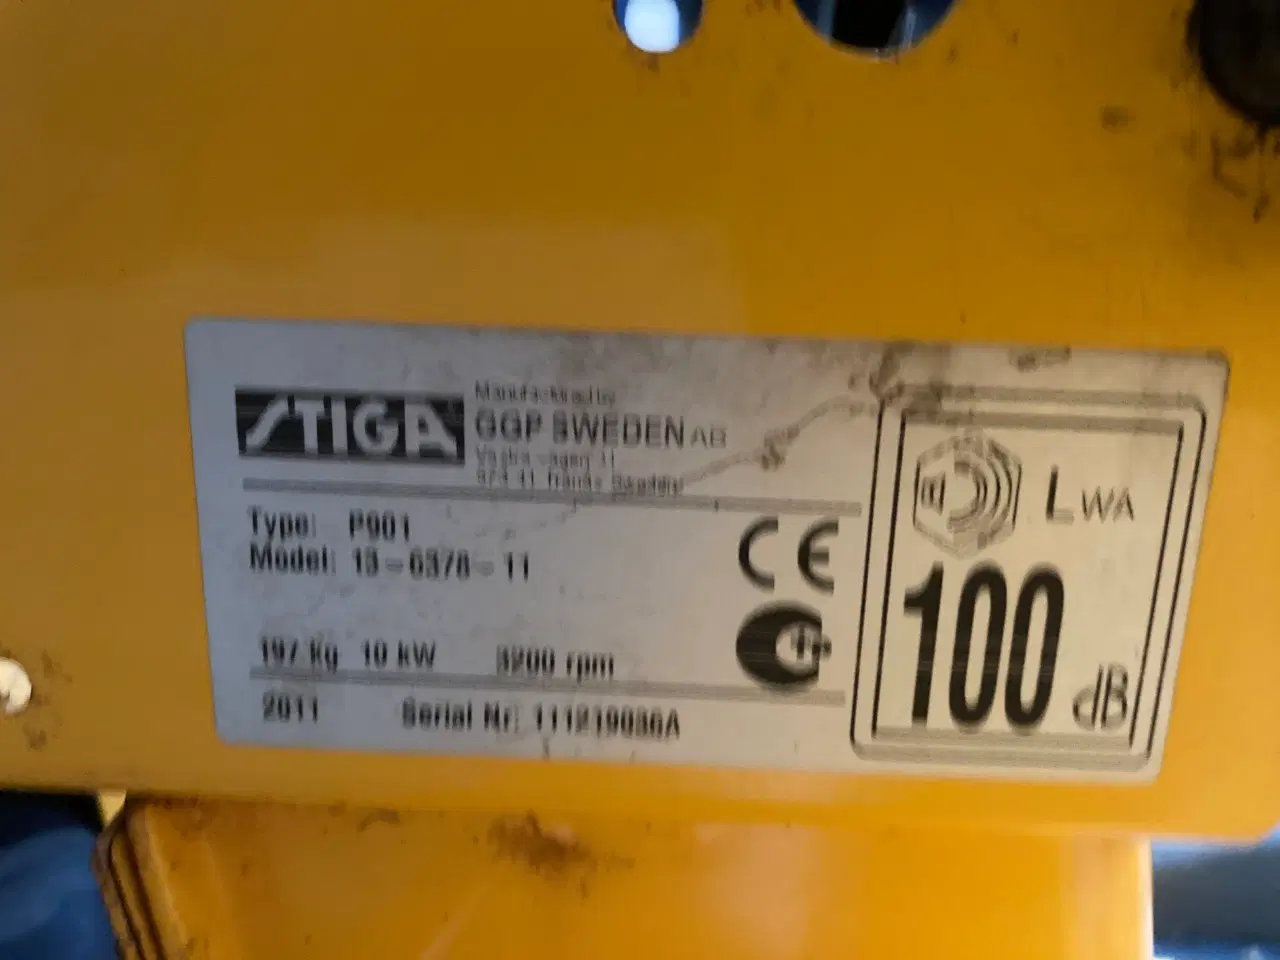 STIGA
Manufactured by
GGP SWEDEN AB
Type: P901
Model: 13-6378-11
CE
197 kg 10 kW 3200 rpm
2011 Serial Nr: 111219036A
LWA
100
dB